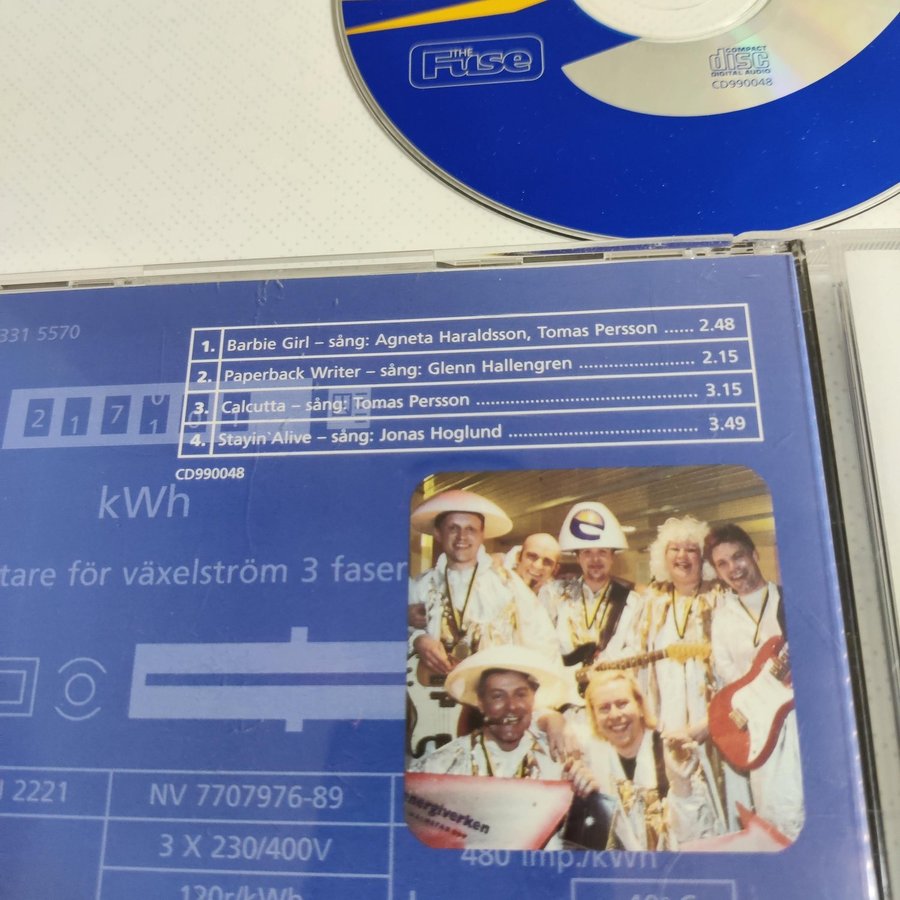 THE
Fuse
COMPACT
disc
DIGITAL AUDIO
CD990048
331 5570
1. Barbie Girl – sång: Agneta Haraldsson, Tomas Persson ...... 2.48
2. Paperback Writer – sång: Glenn Hallengren ........................ 2.15
3. Calcutta – sång: Tomas Persson .............................................. 3.15
4. Stayin`Alive – sång: Jonas Hoglund ....................................... 3.49
CD990048
kWh
tare för växelström 3 faser
e
2221
NV 7707976-89
3 X 230/400V
480 imp./kWh
120r/kWh
energiverken